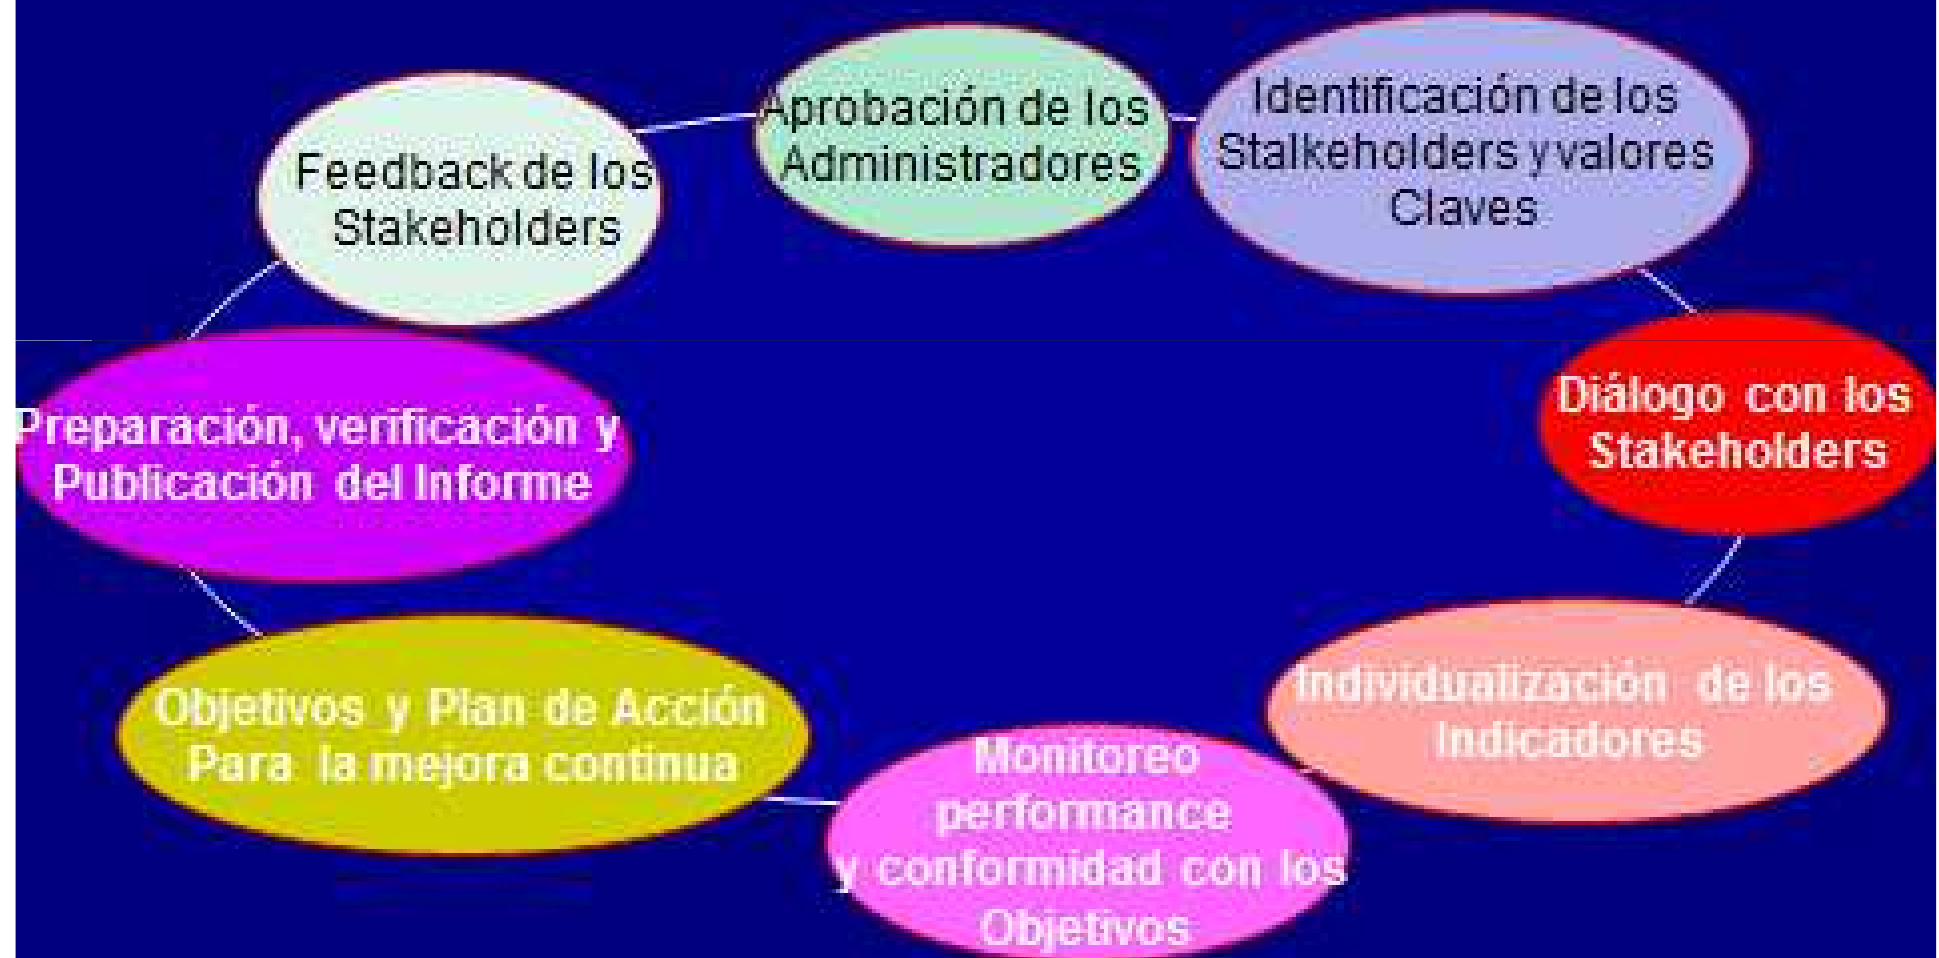 Aprobación de los
Administradores
Identificación de los
Stalkeholders y valores
Claves
Diálogo con los
Stakeholders
Individualización de los
Indicadores
Monitoreo
performance
y conformidad con los
Objetivos
Objetivos y Plan de Acción
Para la mejora continua
Preparación, verificación y
Publicación del Informe
Feedback de los
Stakeholders